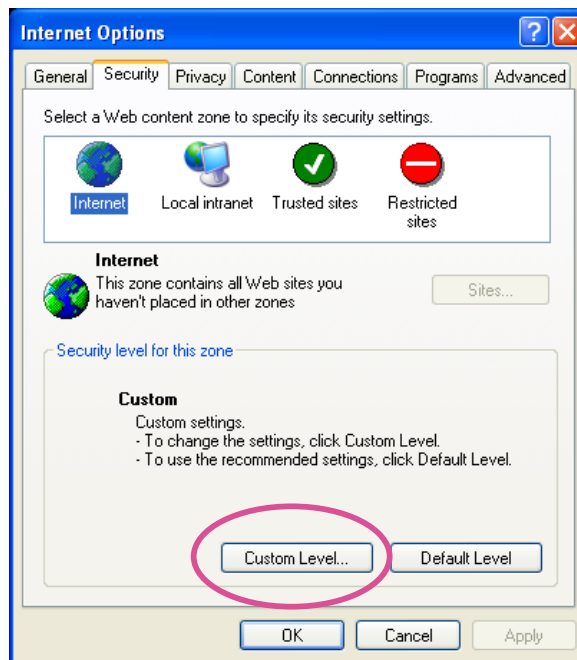 Internet Options
?
General Security Privacy Content Connections Programs Advanced
Select a Web content zone to specify its security settings.
Internet Local intranet Trusted sites Restricted
sites
Internet
This zone contains all Web sites you
haven't placed in other zones
Sites...
Security level for this zone
Custom
Custom settings.
- To change the settings, click Custom Level.
- To use the recommended settings, click Default Level.
Custom Level... Default Level
OK Cancel Apply